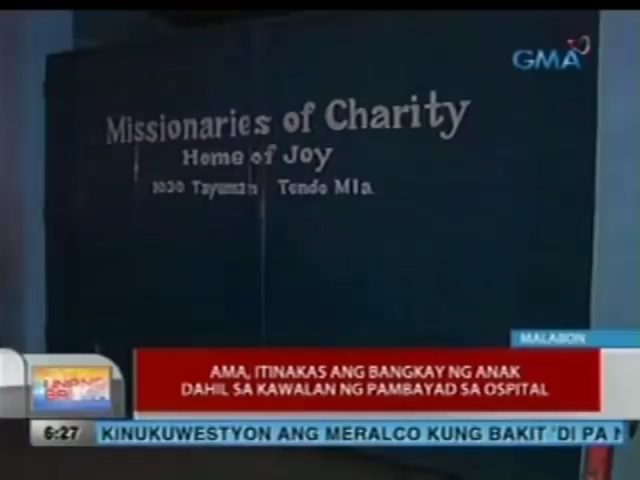 GMA
Missionaries of Charity
Home of Joy
1030 Tayuman Tondo Mla.
MALABON
AMA, ITINAKAS ANG BANGKAY NG ANAK
DAHIL SA KAWALAN NG PAMBAYAD SA OSPITAL
UNANG
6:27 KINUKUWESTYON ANG MERALCO KUNG BAKIT 'DI PA